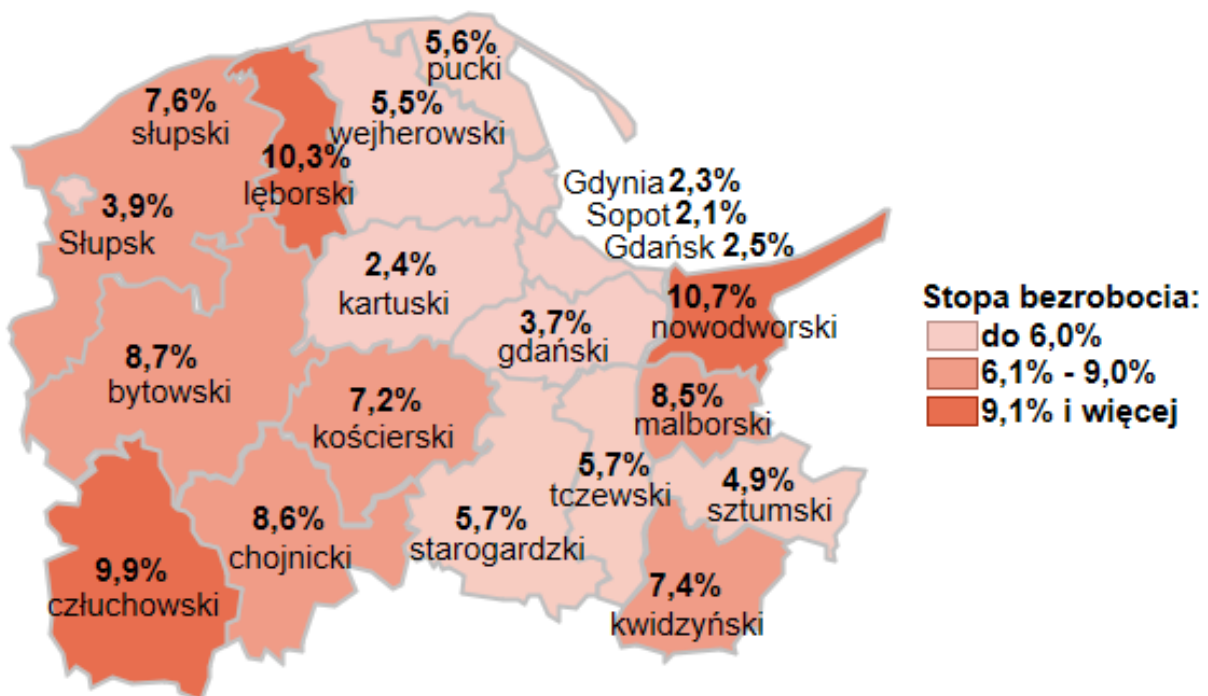 5,6%
pucki
7,6%
słupski
5,5%
wejherowski
10,3%
lęborski
Gdynia 2,3%
Sopot 2,1%
Gdańsk 2,5%
3,9%
Słupsk
2,4%
kartuski
3,7%
gdański
10,7%
nowodworski
8,7%
bytowski
7,2%
kościerski
8,5%
malborski
5,7%
tczewski
4,9%
sztumski
8,6%
chojnicki
5,7%
starogardzki
9,9%
człuchowski
7,4%
kwidzyński
Stopa bezrobocia:
do 6,0%
6,1% - 9,0%
9,1% i więcej